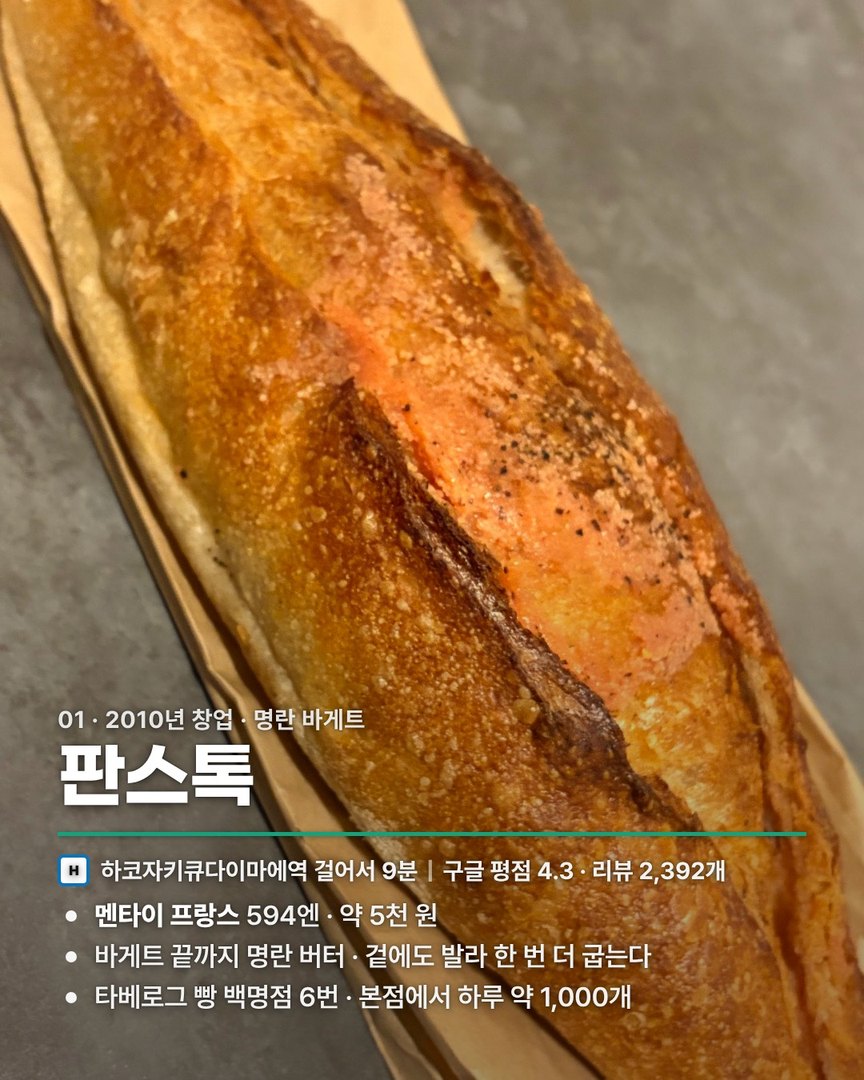 01 · 2010년 창업 · 명란 바게트
판스톡
H 하코자키큐다이마에역 걸어서 9분 | 구글 평점 4.3 · 리뷰 2,392개
• 멘타이 프랑스 594엔 · 약 5천 원
• 바게트 끝까지 명란 버터 · 겉에도 발라 한 번 더 굽는다
• 타베로그 빵 백명점 6번 · 본점에서 하루 약 1,000개